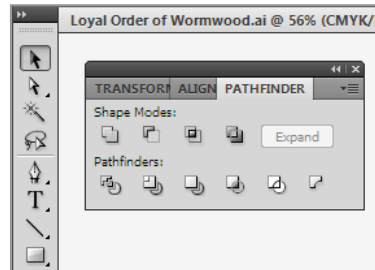 Loyal Order of Wormwood.ai @ 56% (CMYK/
TRANSFORM ALIGN PATHFINDER
Shape Modes:
Expand
Pathfinders: